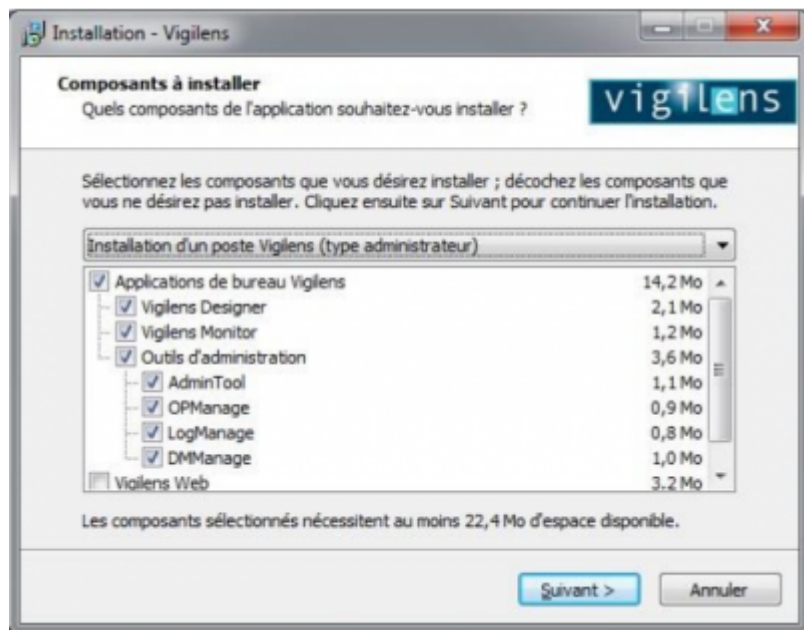 Installation - Vigilens
Composants à installer
Quels composants de l'application souhaitez-vous installer ?
vigilens
Sélectionnez les composants que vous désirez installer ; décochez les composants que
vous ne désirez pas installer. Cliquez ensuite sur Suivant pour continuer l'installation.
Installation d'un poste Vigilens (type administrateur)
Applications de bureau Vigilens 14,2 Mo
Vigilens Designer 2,1 Mo
Vigilens Monitor 1,2 Mo
Outils d'administration 3,6 Mo
AdminTool 1,1 Mo
OPManage 0,9 Mo
LogManage 0,8 Mo
DMManage 1,0 Mo
Vigilens Web 3,2 Mo
Les composants sélectionnés nécessitent au moins 22,4 Mo d'espace disponible.
Suivant > Annuler